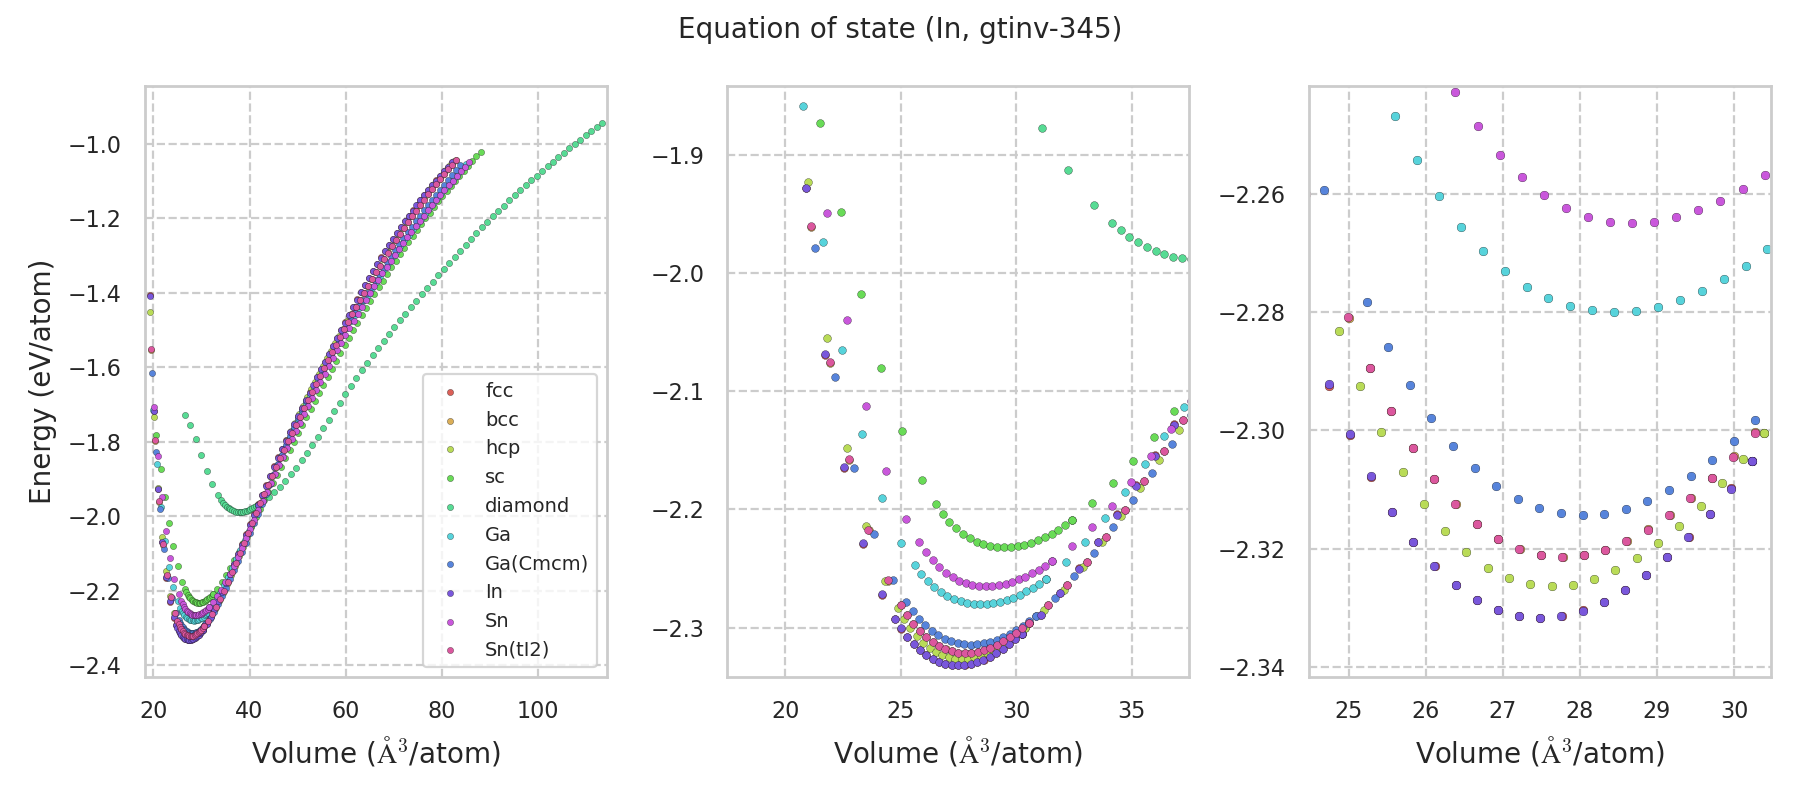 Equation of state (In, gtinv-345)
Energy (eV/atom)
−1.0
−1.2
−1.4
−1.6
−1.8
−2.0
−2.2
−2.4
20 40 60 80 100
Volume (Å³/atom)
fcc
bcc
hcp
sc
diamond
Ga
Ga(Cmcm)
In
Sn
Sn(tI2)
−1.9
−2.0
−2.1
−2.2
−2.3
20 25 30 35
Volume (Å³/atom)
−2.26
−2.28
−2.30
−2.32
−2.34
25 26 27 28 29 30
Volume (Å³/atom)